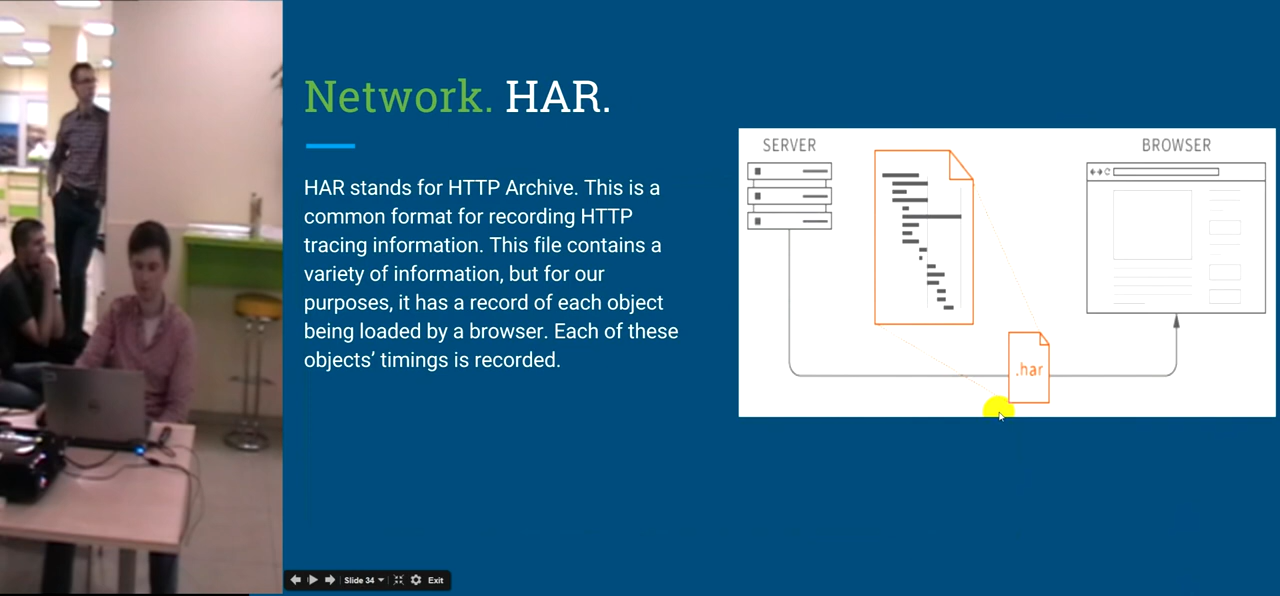 Network. HAR.
HAR stands for HTTP Archive. This is a
common format for recording HTTP
tracing information. This file contains a
variety of information, but for our
purposes, it has a record of each object
being loaded by a browser. Each of these
objects’ timings is recorded.
SERVER
BROWSER
.har
Slide 34
Exit